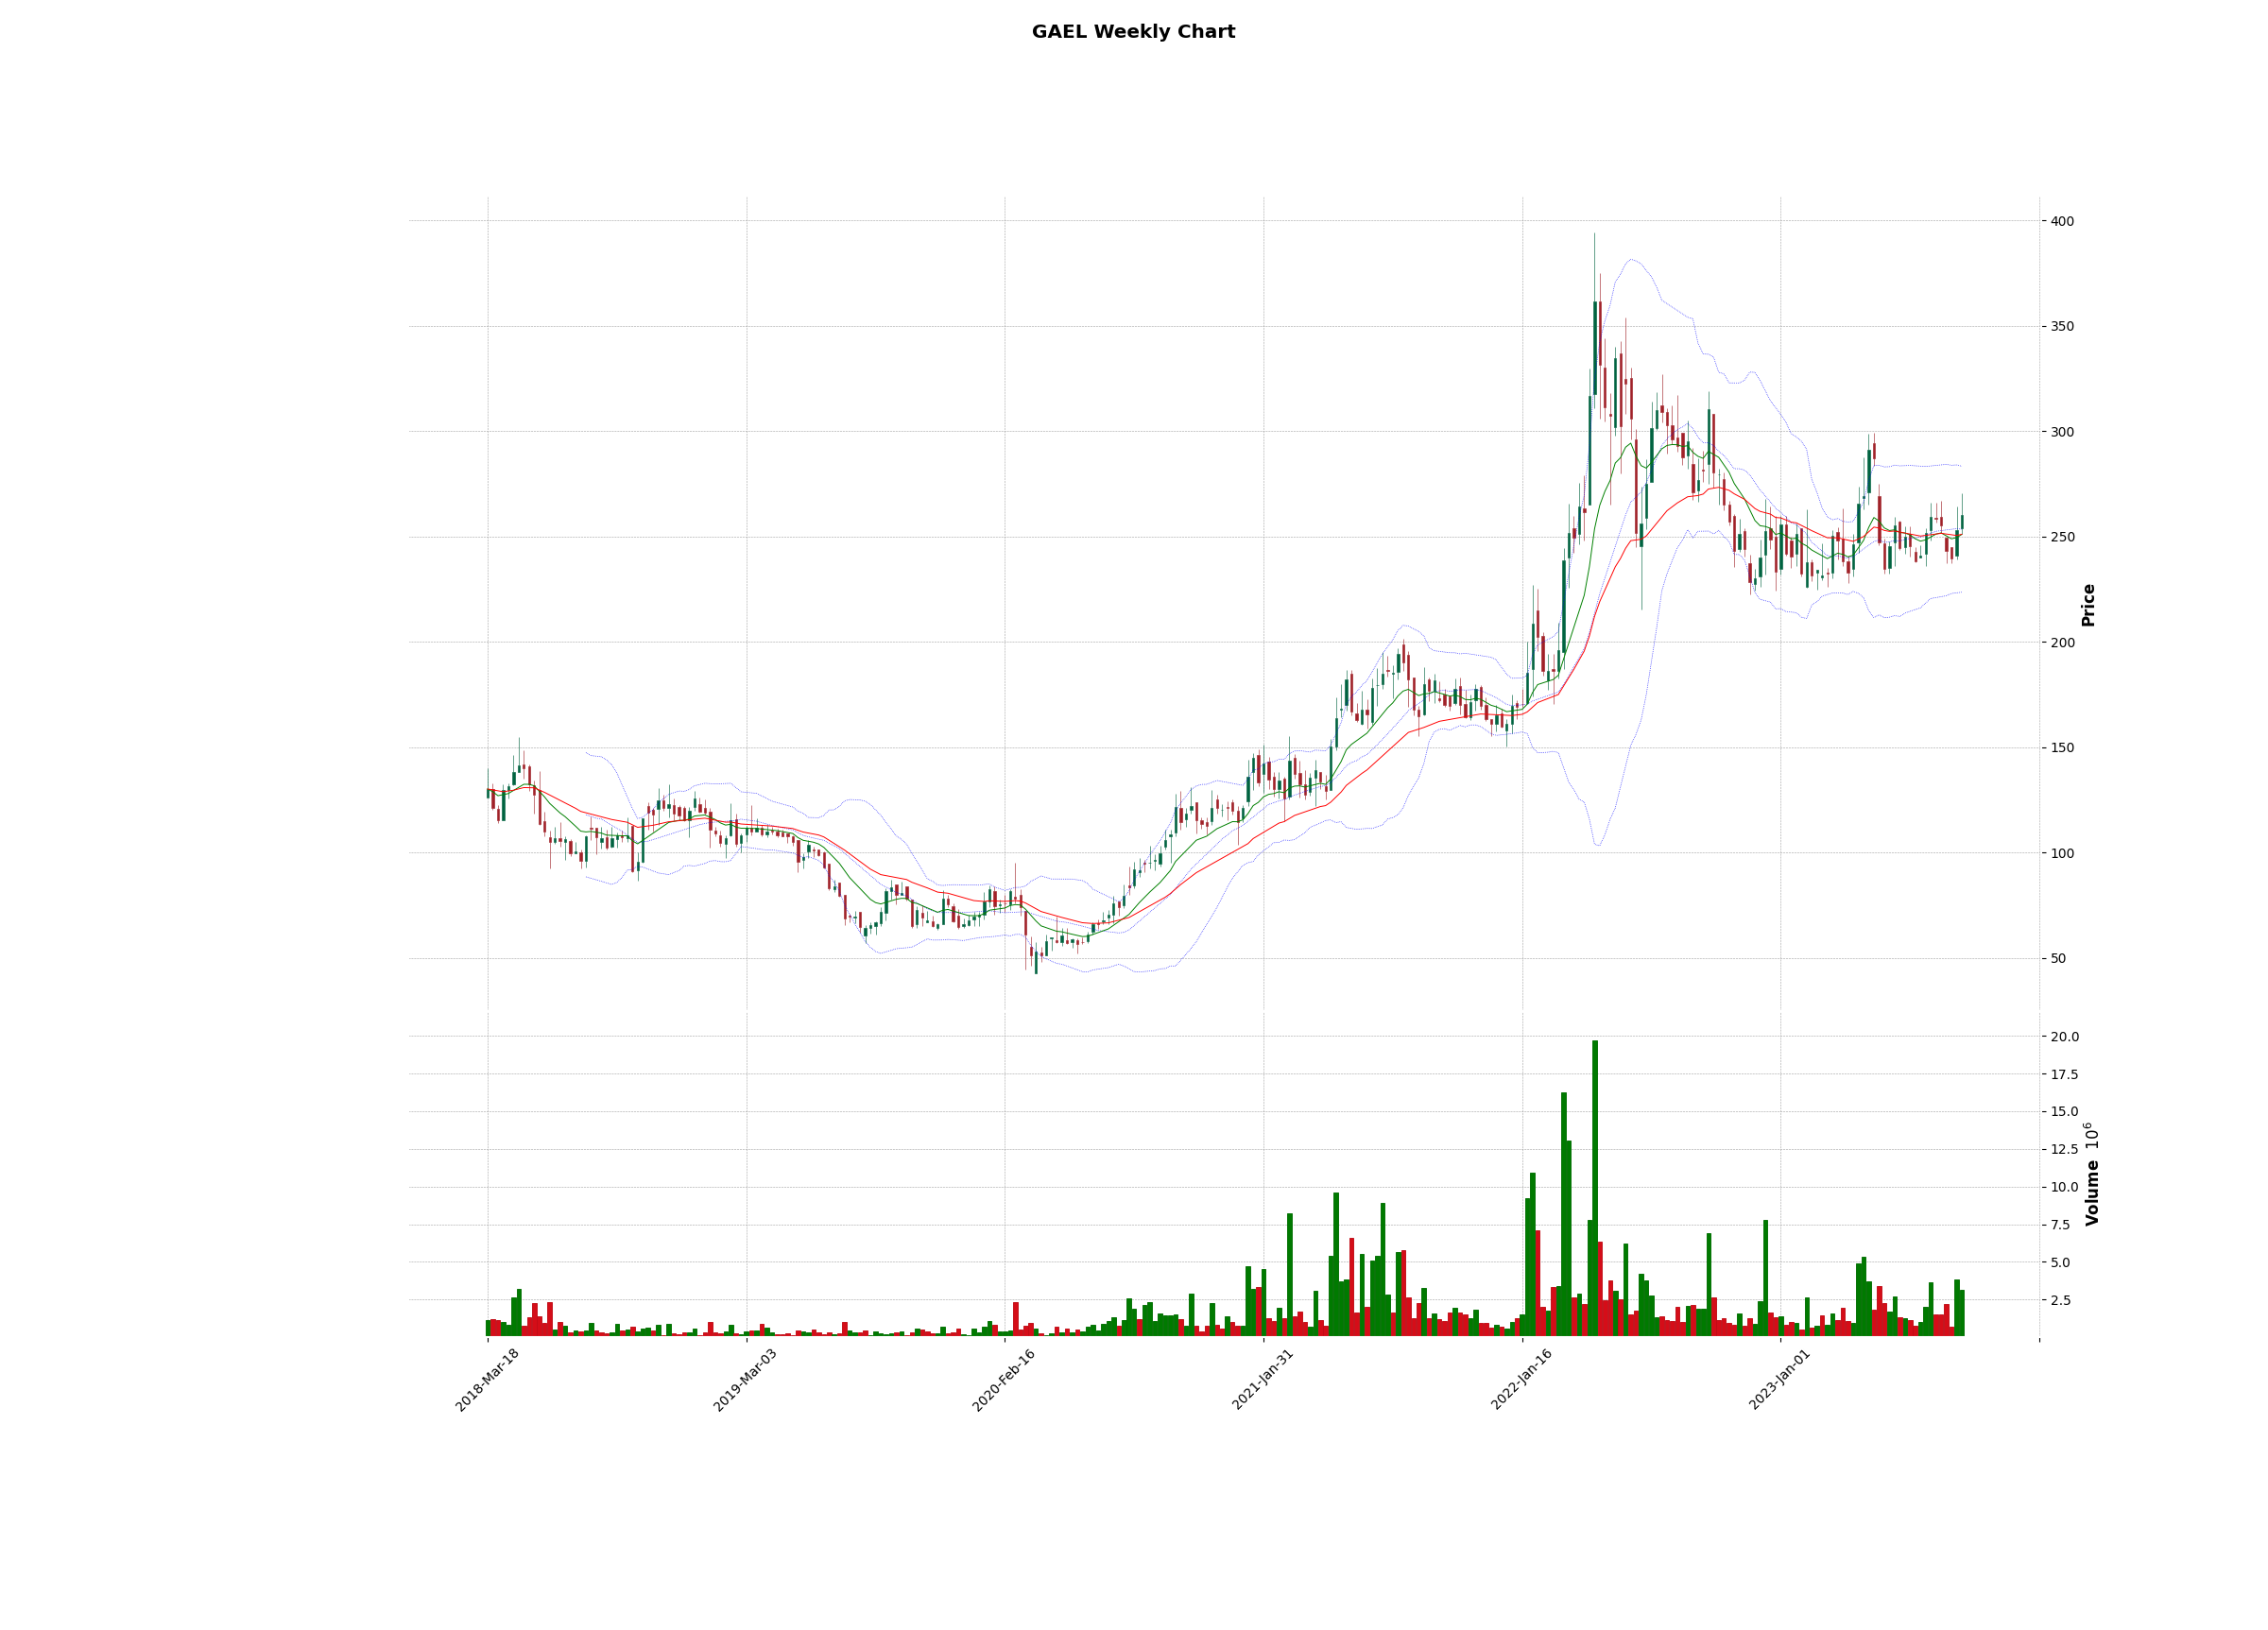 GAEL Weekly Chart
400
350
300
250
200
150
100
50
Price
20.0
17.5
15.0
12.5
10.0
7.5
5.0
2.5
Volume 10^6
2018-Mar-18
2019-Mar-03
2020-Feb-16
2021-Jan-31
2022-Jan-16
2023-Jan-01